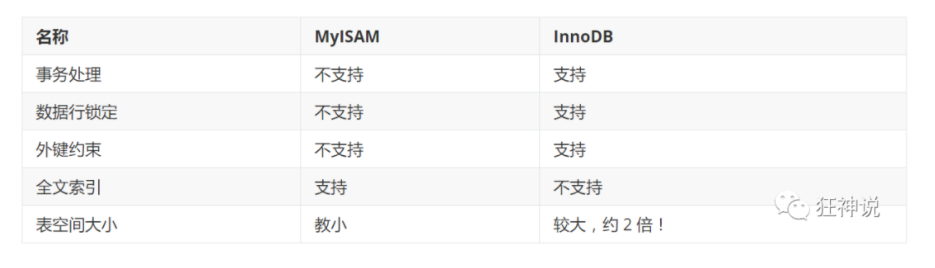 名称 MyISAM InnoDB
事务处理 不支持 支持
数据行锁定 不支持 支持
外键约束 不支持 支持
全文索引 支持 不支持
表空间大小 教小 较大，约 2 倍！
狂神说